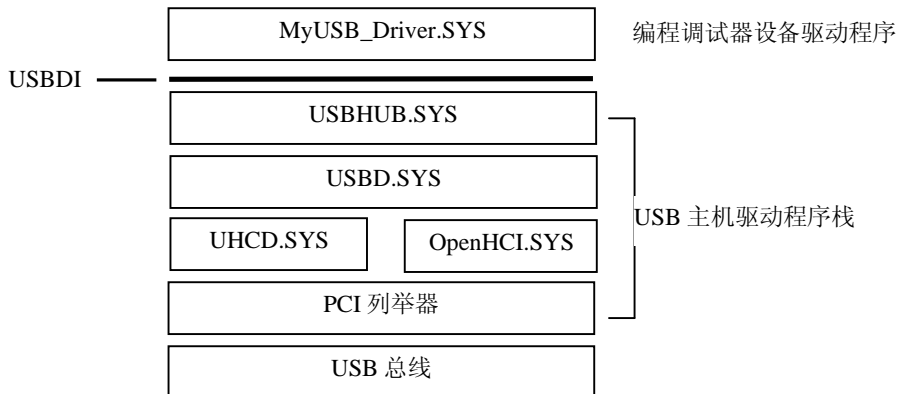 MyUSB_Driver.SYS 编程调试器设备驱动程序
USBDI
USBHUB.SYS
USBD.SYS
USB 主机驱动程序栈
UHCD.SYS OpenHCI.SYS
PCI 列举器
USB 总线